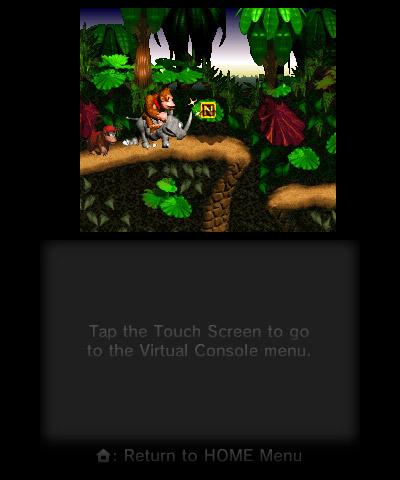 N
Tap the Touch Screen to go
to the Virtual Console menu.
: Return to HOME Menu